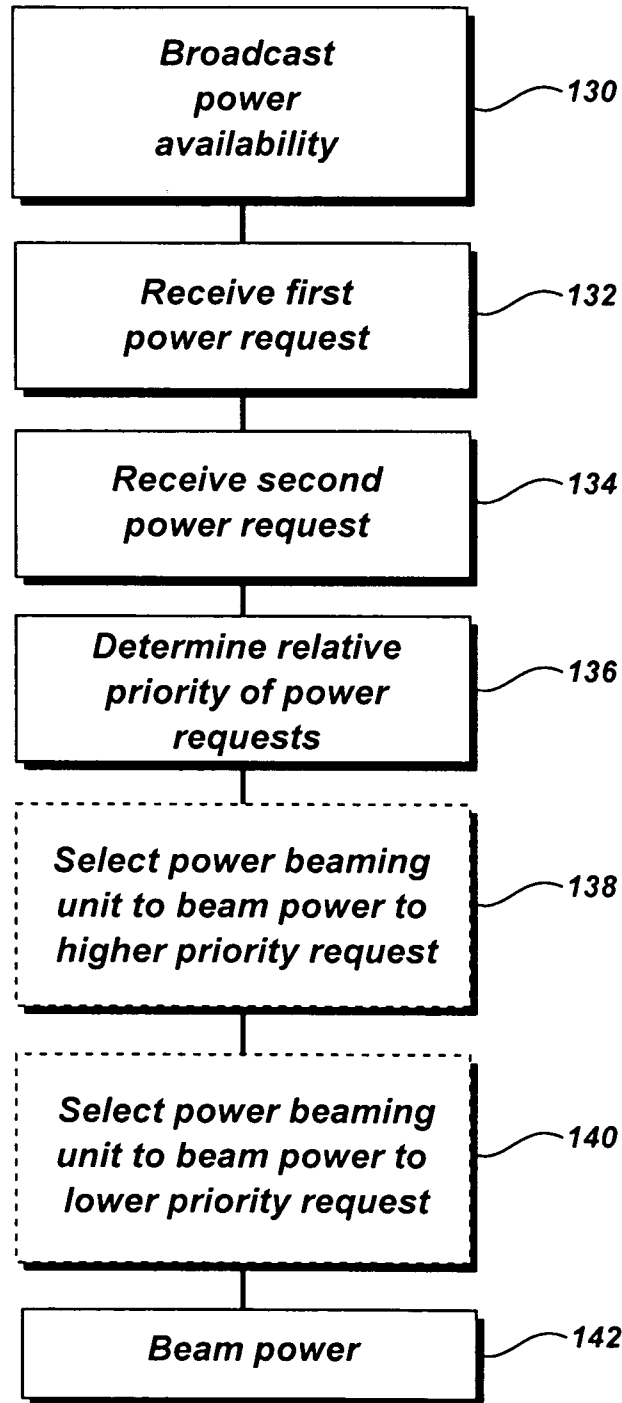 Broadcast
power
availability
130
Receive first
power request
132
Receive second
power request
134
Determine relative
priority of power
requests
136
Select power beaming
unit to beam power to
higher priority request
138
Select power beaming
unit to beam power to
lower priority request
140
Beam power
142